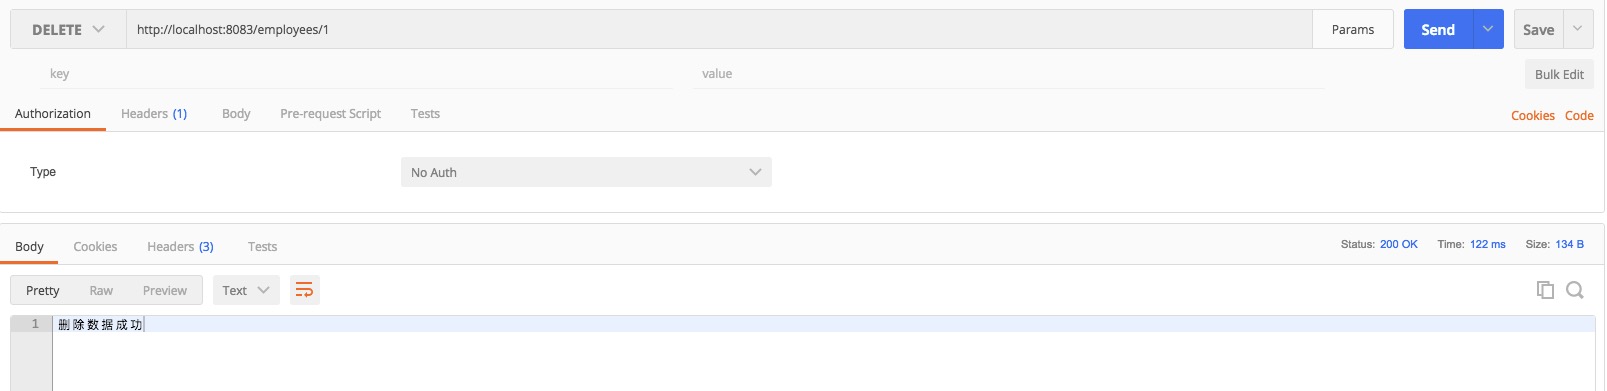 DELETE http://localhost:8083/employees/1 Params Send Save
key value Bulk Edit
Authorization Headers (1) Body Pre-request Script Tests Cookies Code
Type No Auth
Body Cookies Headers (3) Tests Status: 200 OK Time: 122 ms Size: 134 B
Pretty Raw Preview Text
1 删除数据成功